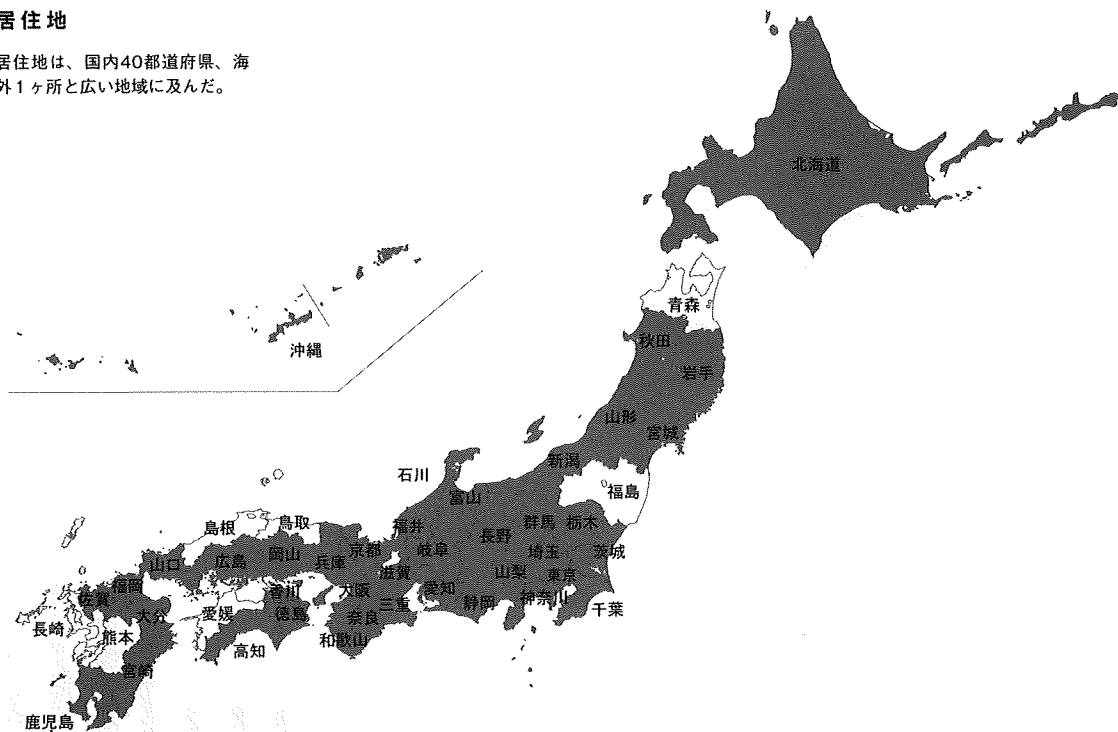 居住地
居住地は、国内40都道府県、海
外1ヶ所と広い地域に及んだ。
北海道
青森
秋田
岩手
沖縄
山形
宮城
新潟
石川
福島
富山
島根
鳥取
福井
長野
群馬
栃木
山口
広島
岡山
兵庫
京都
岐阜
埼玉
茨城
滋賀
山梨
東京
佐賀
福岡
香川
大阪
愛知
静岡
神奈川
千葉
長崎
大分
愛媛
徳島
奈良
三重
熊本
高知
和歌山
宮崎
鹿児島